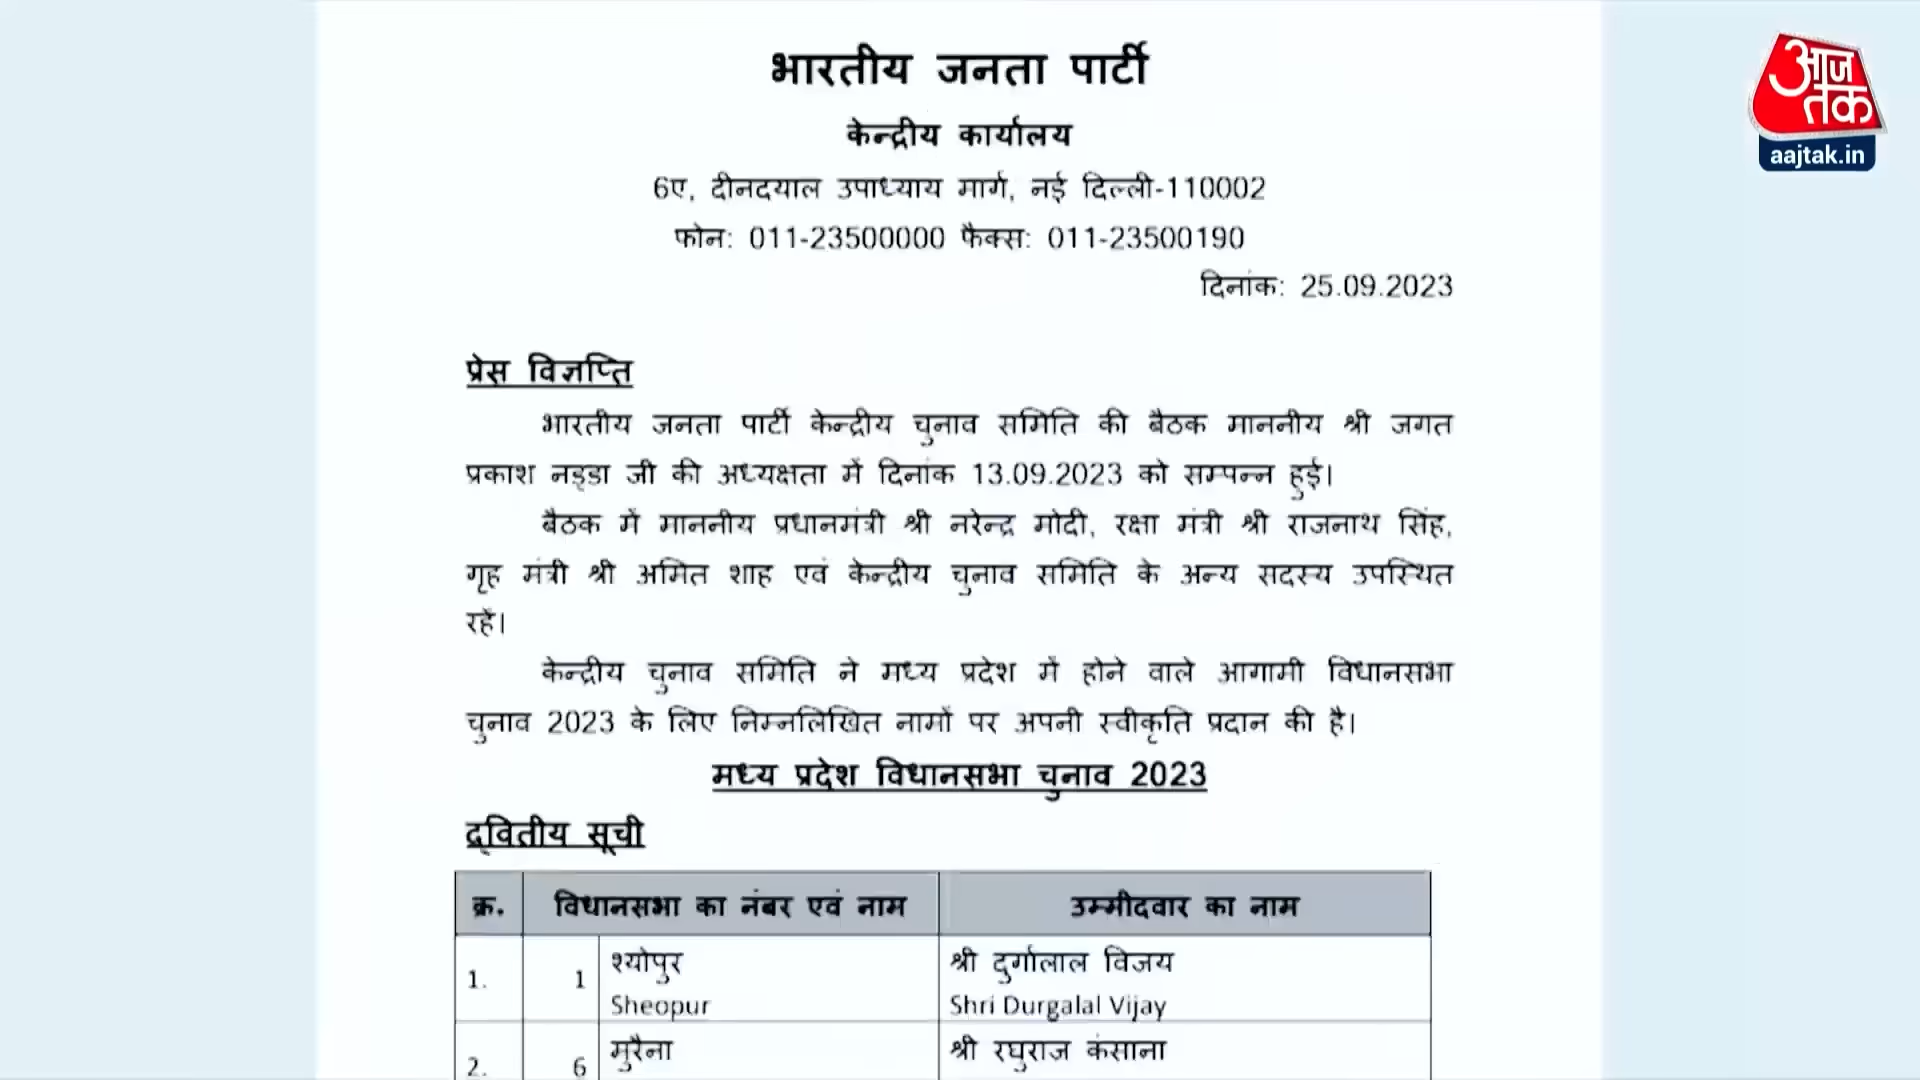 भारतीय जनता पार्टी
केन्द्रीय कार्यालय
6ए, दीनदयाल उपाध्याय मार्ग, नई दिल्ली-110002
फोन: 011-23500000 फैक्स: 011-23500190
दिनांक: 25.09.2023
प्रेस विज्ञप्ति
भारतीय जनता पार्टी केन्द्रीय चुनाव समिति की बैठक माननीय श्री जगत
प्रकाश नड्डा जी की अध्यक्षता में दिनांक 13.09.2023 को सम्पन्न हुई।
बैठक में माननीय प्रधानमंत्री श्री नरेन्द्र मोदी, रक्षा मंत्री श्री राजनाथ सिंह,
गृह मंत्री श्री अमित शाह एवं केन्द्रीय चुनाव समिति के अन्य सदस्य उपस्थित
रहें।
केन्द्रीय चुनाव समिति ने मध्य प्रदेश में होने वाले आगामी विधानसभा
चुनाव 2023 के लिए निम्नलिखित नामों पर अपनी स्वीकृति प्रदान की है।
मध्य प्रदेश विधानसभा चुनाव 2023
द्वितीय सूची
क्र. विधानसभा का नंबर एवं नाम उम्मीदवार का नाम
1. 1 श्योपुर श्री दुर्गालाल विजय
Sheopur Shri Durgalal Vijay
2. 6 मुरैना श्री रघुराज कंसाना
आज
तक
aajtak.in